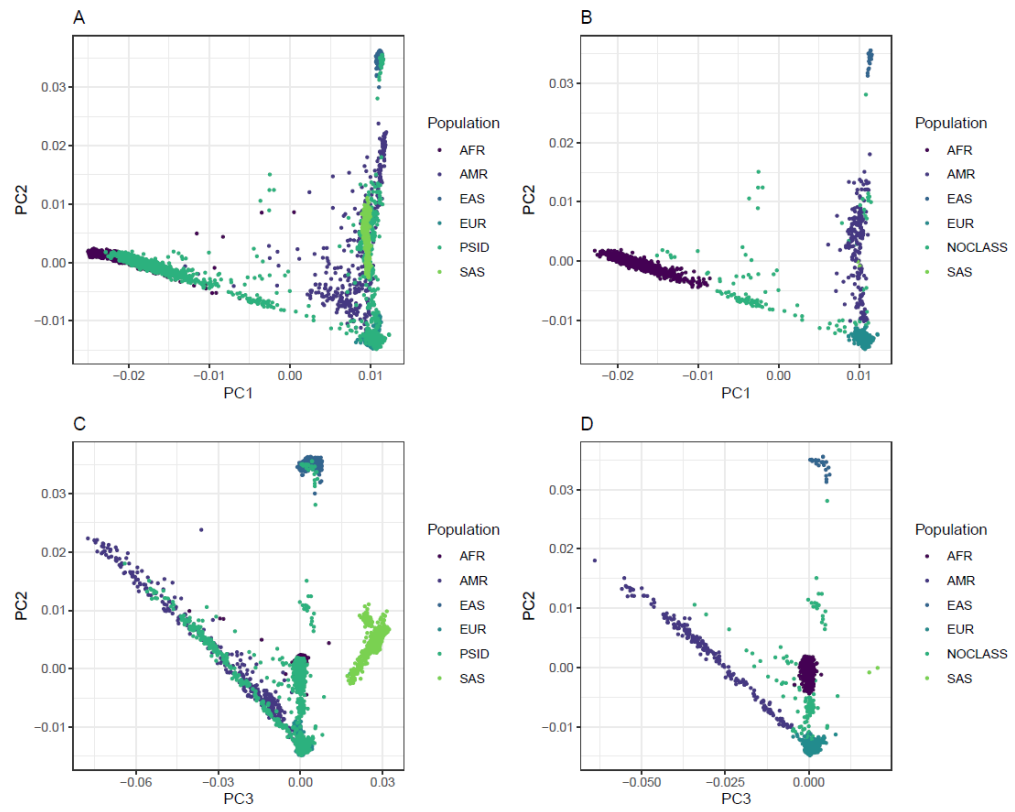 A
PC2
0.03
0.02
0.01
0.00
−0.01
−0.02
−0.01
0.00
0.01
PC1
Population
AFR
AMR
EAS
EUR
PSID
SAS
B
PC2
0.03
0.02
0.01
0.00
−0.01
−0.02
−0.01
0.00
0.01
PC1
Population
AFR
AMR
EAS
EUR
NOCLASS
SAS
C
PC2
0.03
0.02
0.01
0.00
−0.01
−0.06
−0.03
0.00
0.03
PC3
Population
AFR
AMR
EAS
EUR
PSID
SAS
D
PC2
0.03
0.02
0.01
0.00
−0.01
−0.050
−0.025
0.000
PC3
Population
AFR
AMR
EAS
EUR
NOCLASS
SAS